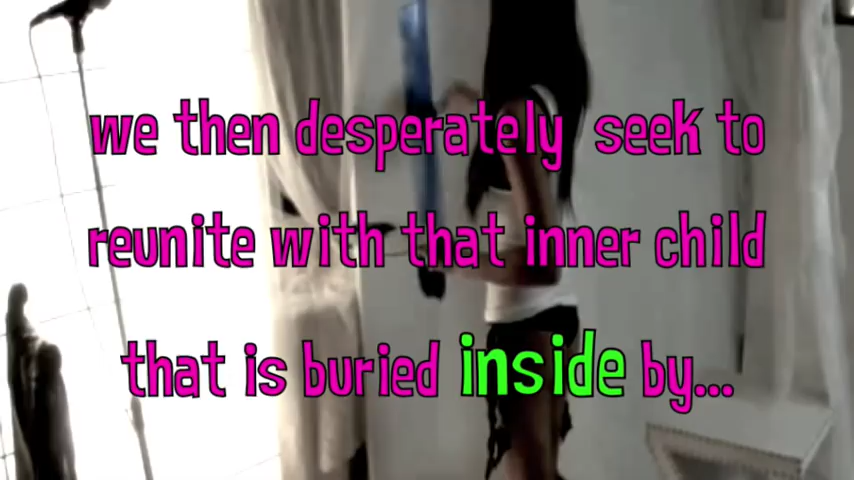 we then desperately seek to
reunite with that inner child
that is buried inside by...